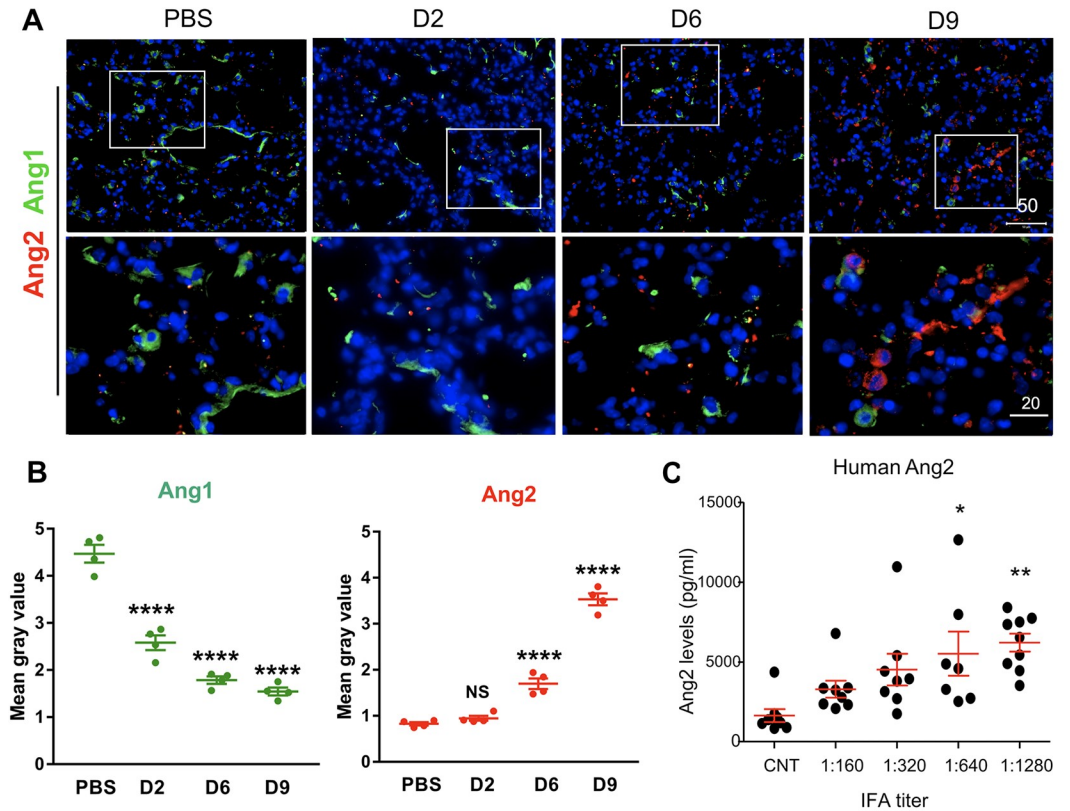 A
PBS
D2
D6
D9
Ang2 Ang1
50
20
B
Ang1
Ang2
Mean gray value
5
4
3
2
1
0
****
****
****
PBS
D2
D6
D9
Mean gray value
5
4
3
2
1
0
NS
****
****
PBS
D2
D6
D9
C
Human Ang2
Ang2 levels (pg/ml)
15000
10000
5000
0
*
**
CNT
1:160
1:320
1:640
1:1280
IFA titer